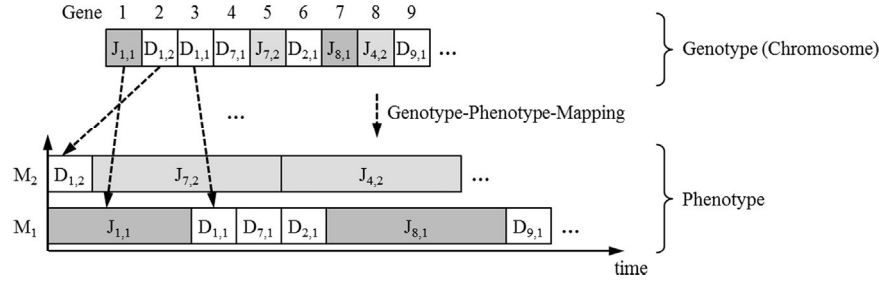 Gene 1 2 3 4 5 6 7 8 9
J1,1 D1,2 D1,1 D7,1 J7,2 D2,1 J8,1 J4,2 D9,1 ...
Genotype (Chromosome)
... Genotype-Phenotype-Mapping
M2 D1,2 J7,2 J4,2 ...
Phenotype
M1 J1,1 D1,1 D7,1 D2,1 J8,1 D9,1 ...
time